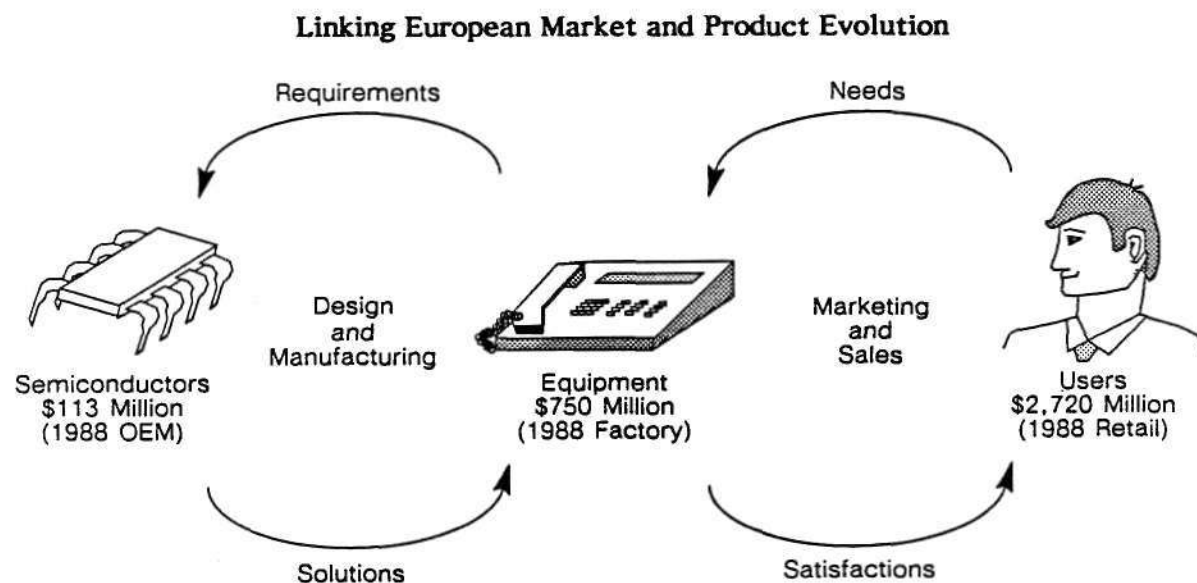 Linking European Market and Product Evolution
Requirements
Needs
Design
and
Manufacturing
Marketing
and
Sales
Semiconductors
$113 Million
(1988 OEM)
Equipment
$750 Million
(1988 Factory)
Users
$2,720 Million
(1988 Retail)
Solutions
Satisfactions